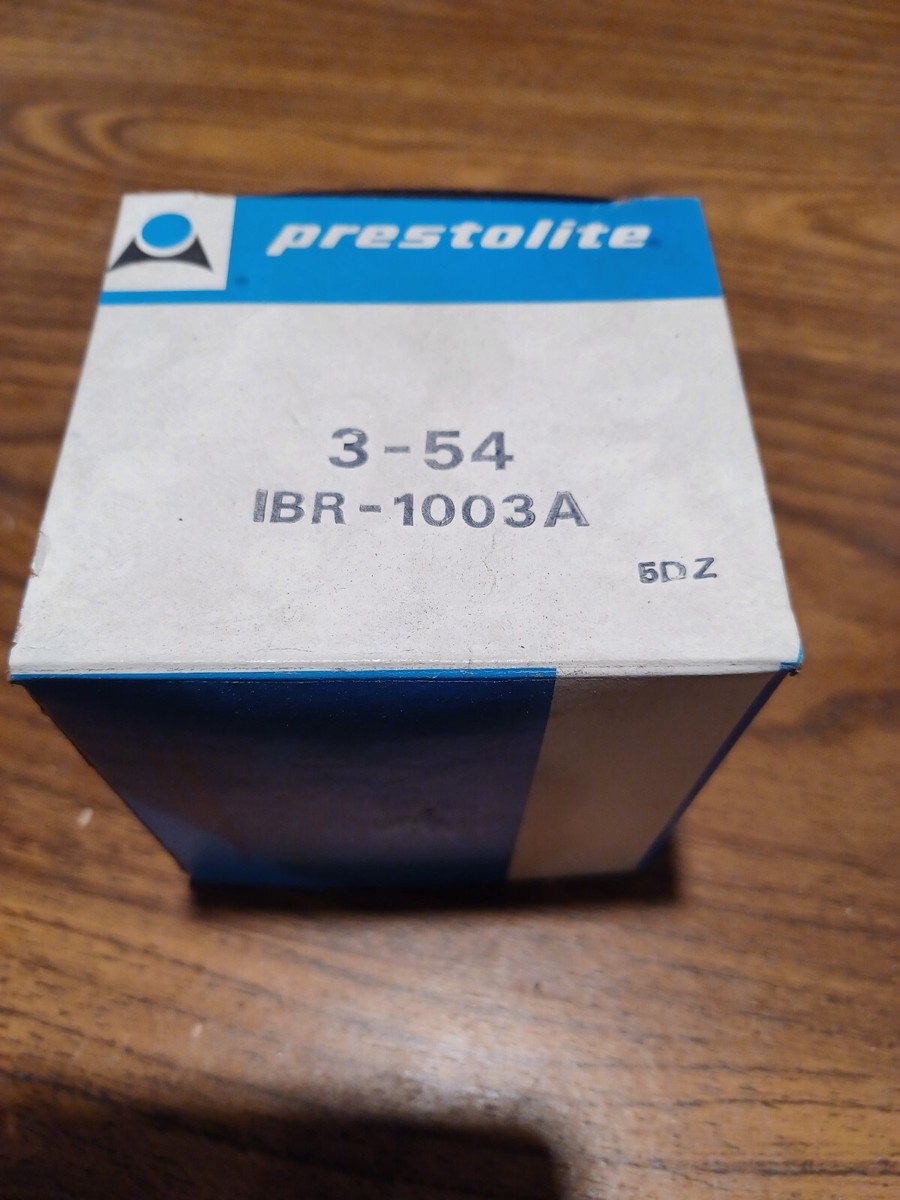 prestolite
3-54
IBR-1003A
5DZ